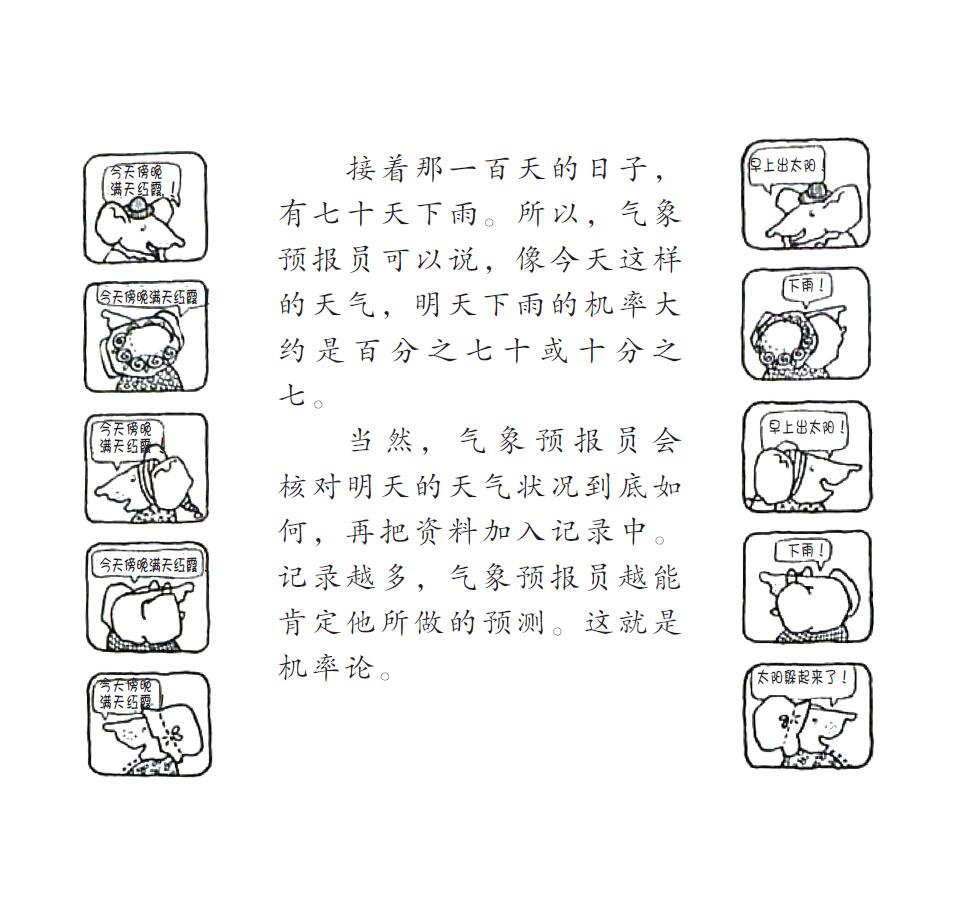 今天傍晚
满天红霞！
今天傍晚满天红霞
今天傍晚
满天红霞！
今天傍晚满天红霞
今天傍晚
满天红霞！
接着那一百天的日子，
有七十天下雨。所以，气象
预报员可以说，像今天这样
的天气，明天下雨的机率大
约是百分之七十或十分之
七。
当然，气象预报员会
核对明天的天气状况到底如
何，再把资料加入记录中。
记录越多，气象预报员越能
肯定他所做的预测。这就是
机率论。
早上出太阳！
下雨！
早上出太阳！
下雨！
太阳躲起来了！